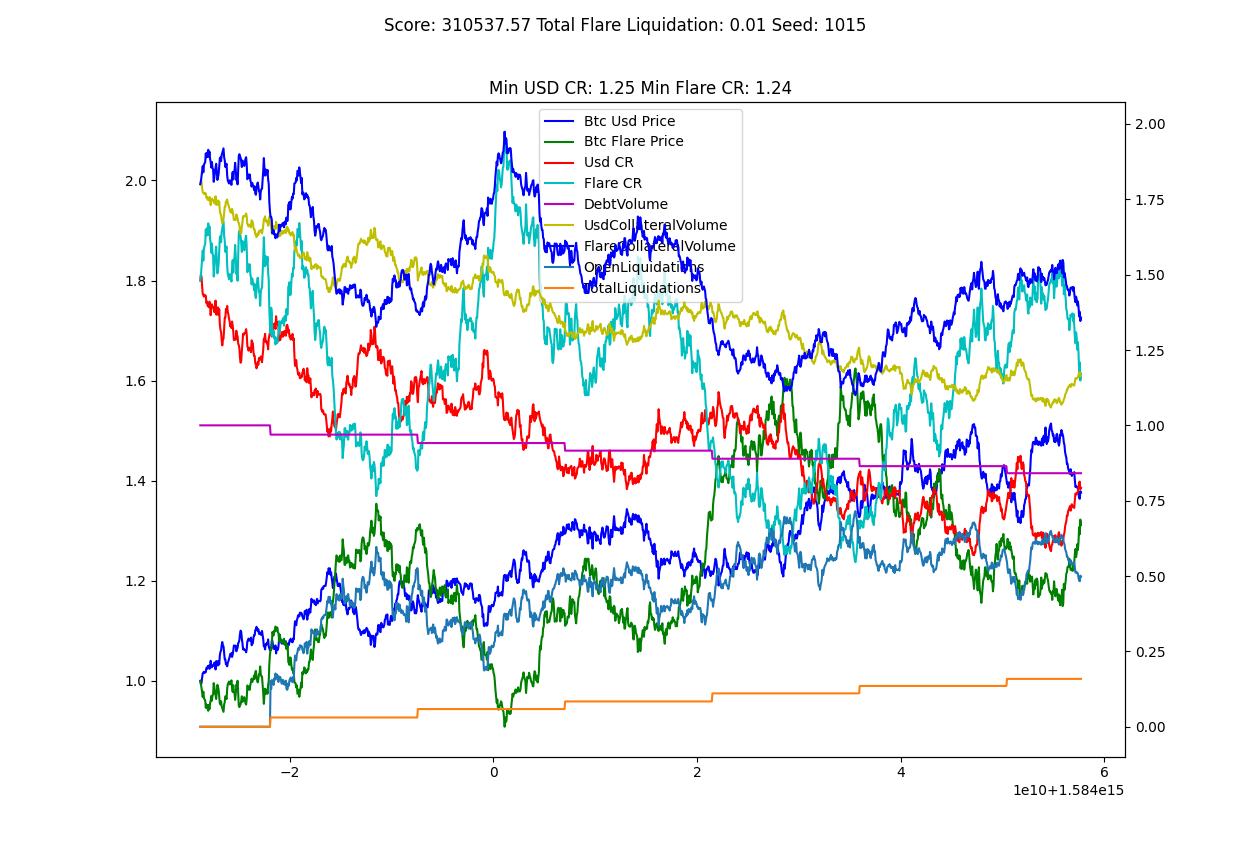 Score: 310537.57 Total Flare Liquidation: 0.01 Seed: 1015
Min USD CR: 1.25 Min Flare CR: 1.24
Btc Usd Price
Btc Flare Price
Usd CR
Flare CR
DebtVolume
UsdCollateralVolume
FlareCollateralVolume
OpenLiquidations
TotalLiquidations
2.0
1.8
1.6
1.4
1.2
1.0
2.00
1.75
1.50
1.25
1.00
0.75
0.50
0.25
0.00
−2 0 2 4 6
1e10+1.584e15